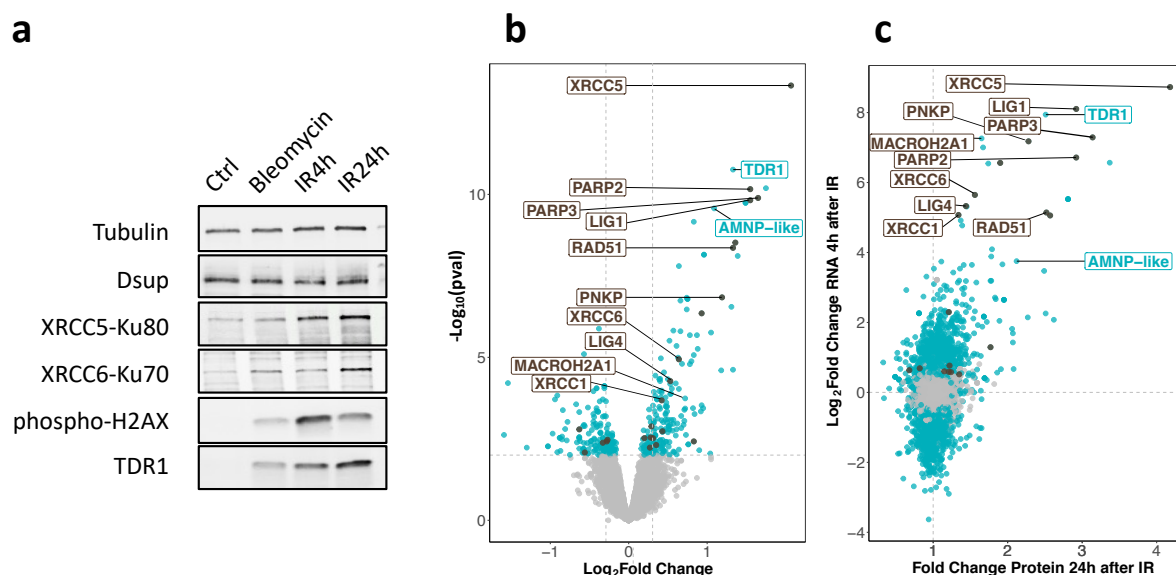 a
Ctrl
Bleomycin
IR4h
IR24h
Tubulin
Dsup
XRCC5-Ku80
XRCC6-Ku70
phospho-H2AX
TDR1
b
-Log10(pval)
10
5
0
XRCC5
TDR1
PARP2
PARP3
LIG1
AMNP-like
RAD51
PNKP
XRCC6
LIG4
MACROH2A1
XRCC1
−1
0
1
Log2Fold Change
c
Log2Fold Change RNA 4h after IR
8
6
4
2
0
−2
−4
XRCC5
LIG1
PNKP
TDR1
PARP3
MACROH2A1
PARP2
XRCC6
LIG4
XRCC1
RAD51
AMNP−like
1
2
3
4
Fold Change Protein 24h after IR